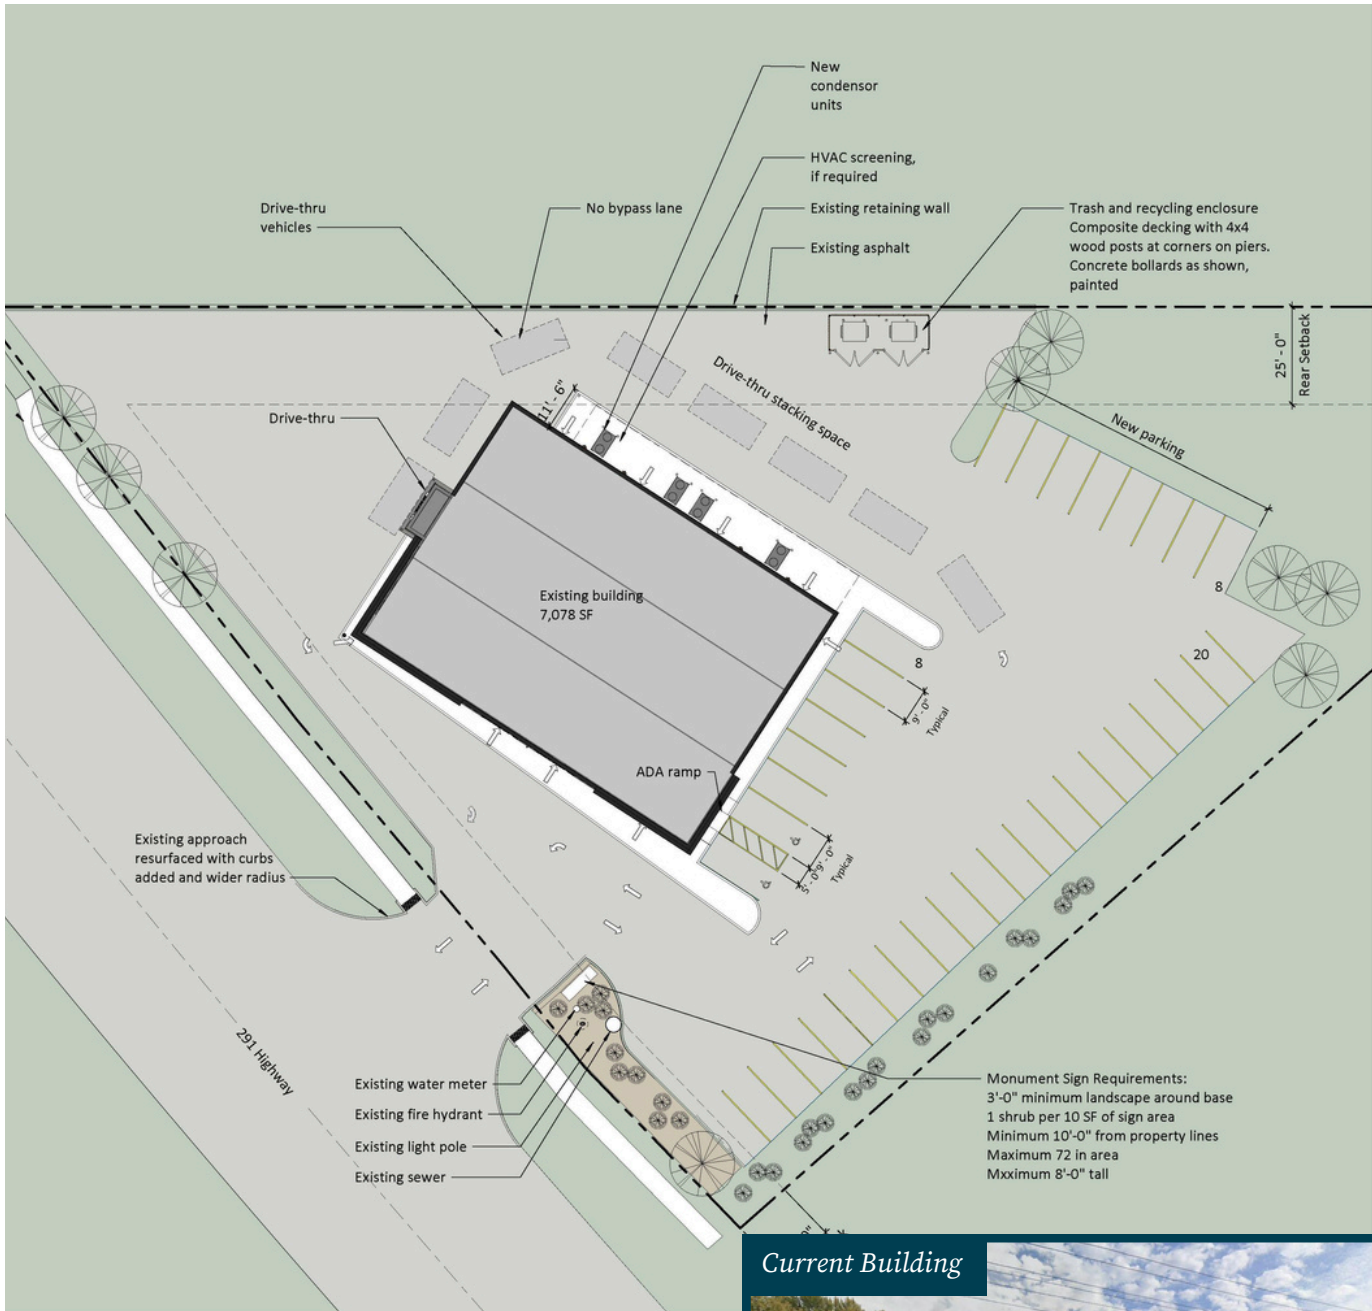 New
condensor
units
HVAC screening,
if required
Drive-thru
vehicles
No bypass lane
Existing retaining wall
Existing asphalt
Trash and recycling enclosure
Composite decking with 4x4
wood posts at corners on piers.
Concrete bollards as shown,
painted
25' - 0"
Rear Setback
11' - 6"
Drive-thru stacking space
New parking
Drive-thru
Existing building
7,078 SF
8
8
20
9' - 0"
Typical
ADA ramp
9' - 0"
5' - 0"
Typical
Existing approach
resurfaced with curbs
added and wider radius
291 Highway
Existing water meter
Existing fire hydrant
Existing light pole
Existing sewer
Monument Sign Requirements:
3'-0" minimum landscape around base
1 shrub per 10 SF of sign area
Minimum 10'-0" from property lines
Maximum 72 in area
Mxximum 8'-0" tall
Current Building